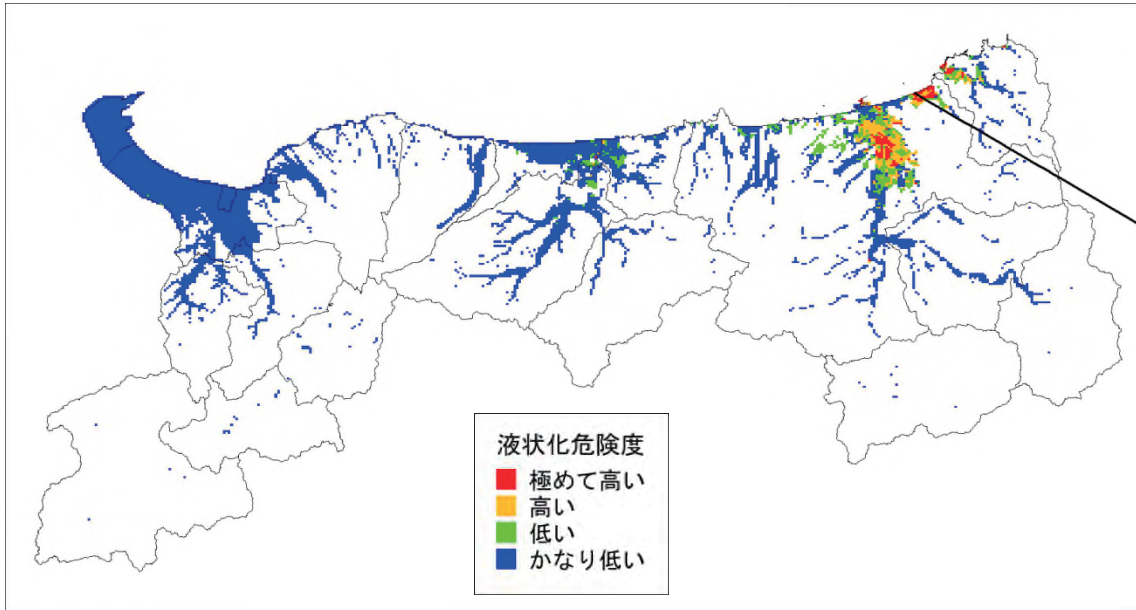 液状化危険度
極めて高い
高い
低い
かなり低い